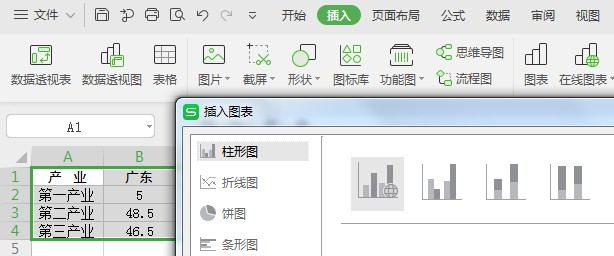 文件 开始 插入 页面布局 公式 数据 审阅 视图
数据透视表 数据透视图 表格 图片 截屏 形状 图标库 功能图 思维导图 流程图 图表 在线图表
S 插入图表
A1
柱形图
折线图
饼图
条形图
A B
1 产 业 广东
2 第一产业 5
3 第二产业 48.5
4 第三产业 46.5
5